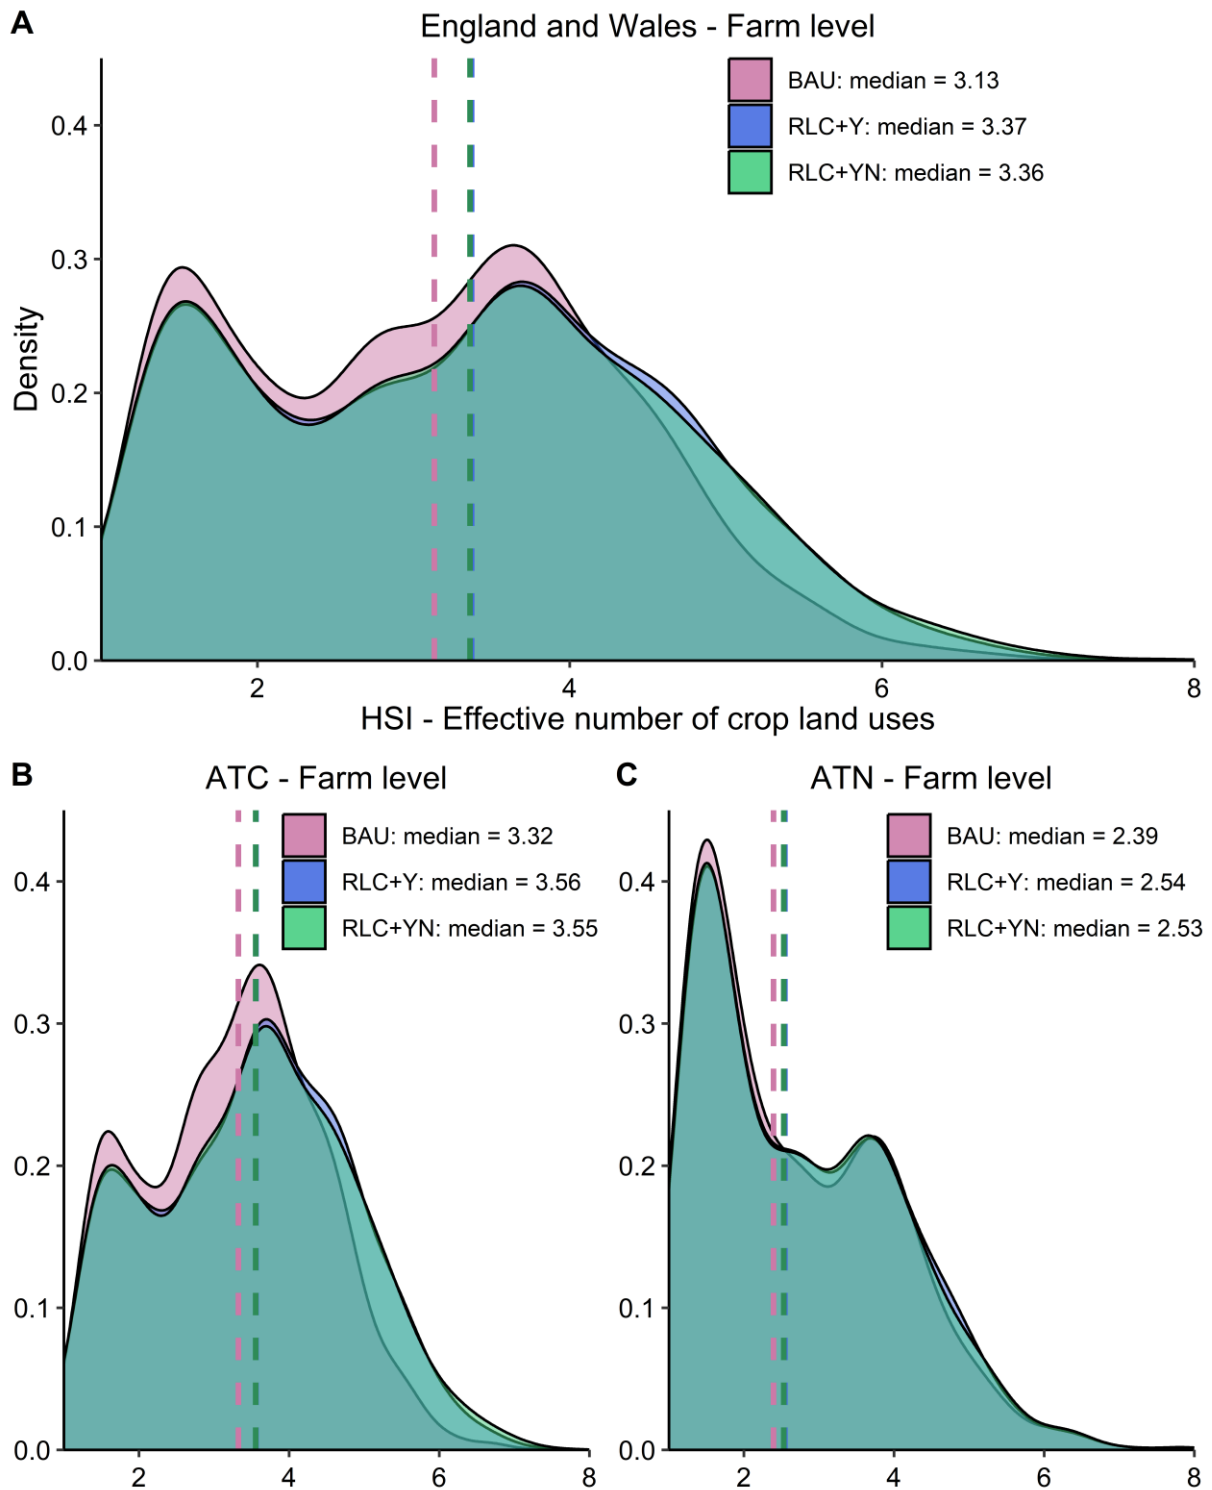 A
England and Wales - Farm level
BAU: median = 3.13
RLC+Y: median = 3.37
RLC+YN: median = 3.36
Density
0.4
0.3
0.2
0.1
0.0
2 4 6 8
HSI - Effective number of crop land uses
B
ATC - Farm level
BAU: median = 3.32
RLC+Y: median = 3.56
RLC+YN: median = 3.55
0.4
0.3
0.2
0.1
0.0
2 4 6 8
C
ATN - Farm level
BAU: median = 2.39
RLC+Y: median = 2.54
RLC+YN: median = 2.53
0.4
0.3
0.2
0.1
0.0
2 4 6 8